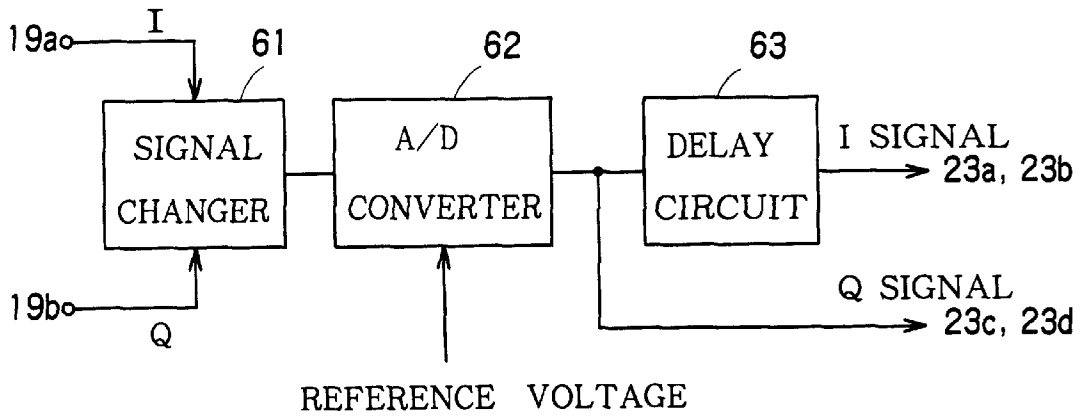 19a
I
61
62
63
SIGNAL
CHANGER
A/D
CONVERTER
DELAY
CIRCUIT
I SIGNAL
23a, 23b
19b
Q
Q SIGNAL
23c, 23d
REFERENCE VOLTAGE